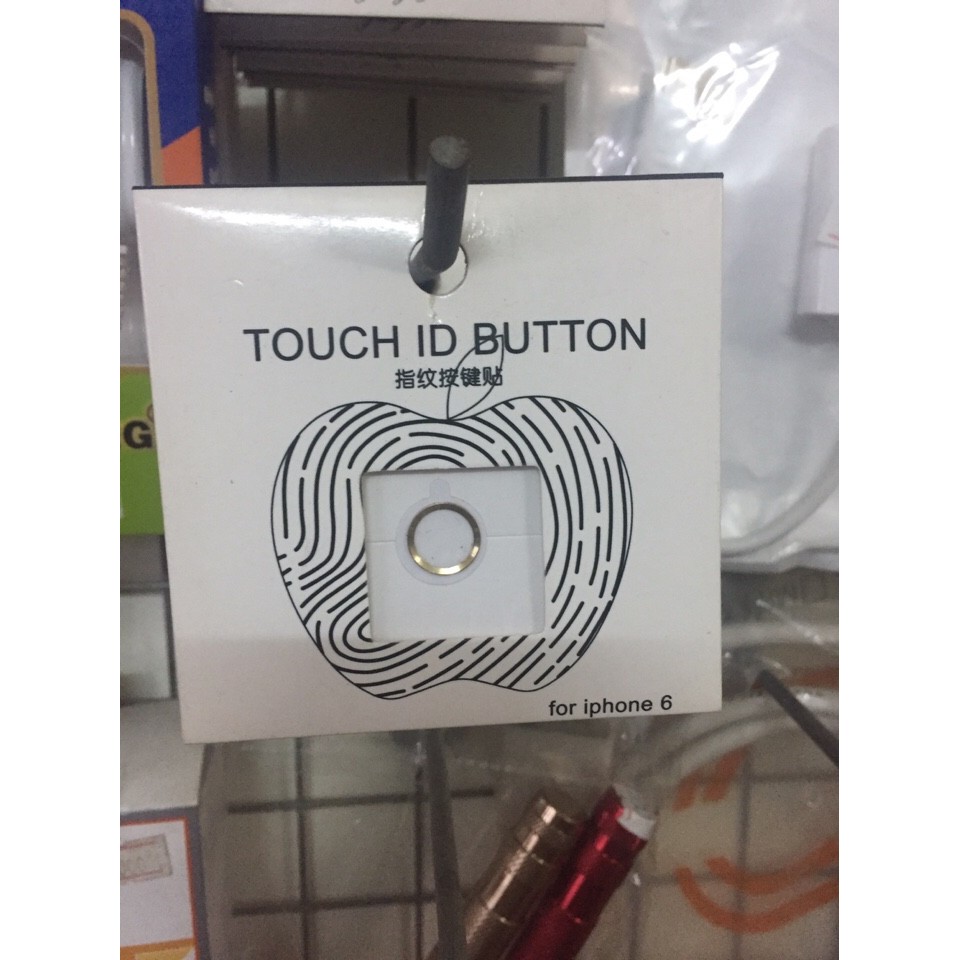 TOUCH ID BUTTON
指纹按键贴
for iphone 6
G